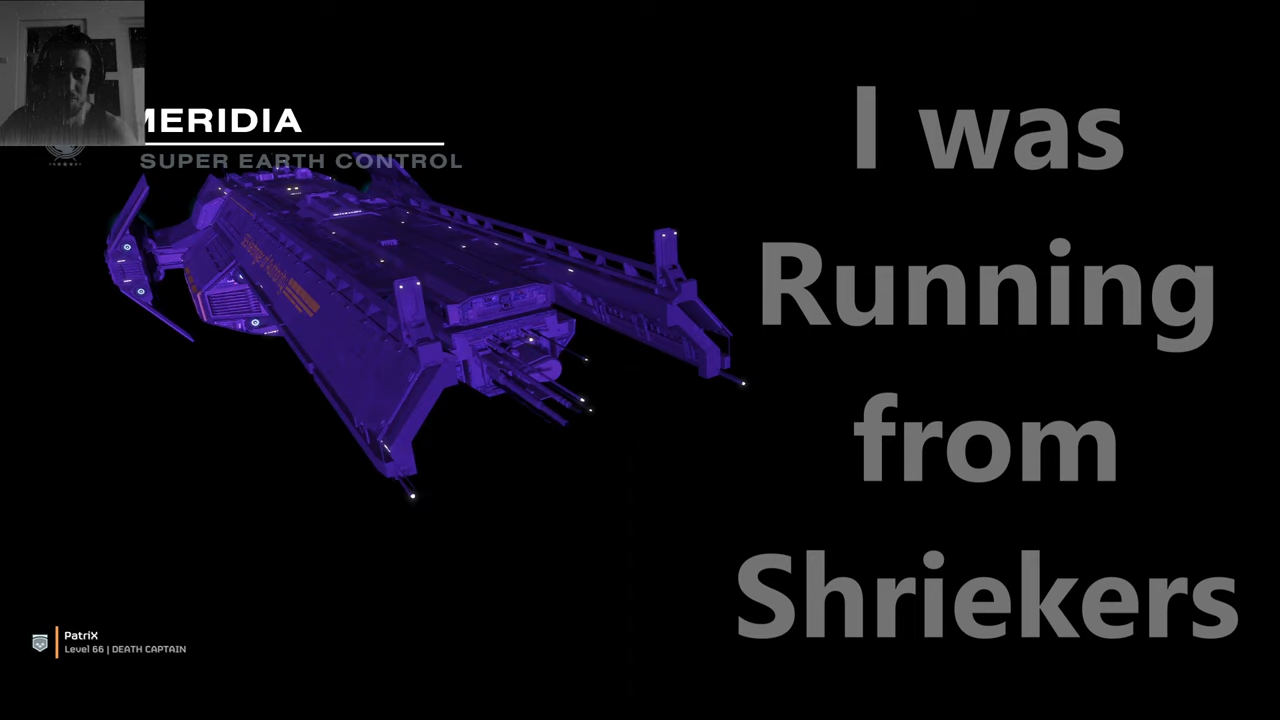 MERIDIA
SUPER EARTH CONTROL
I was
Running
from
Shriekers
PatriX
Level 66 | DEATH CAPTAIN